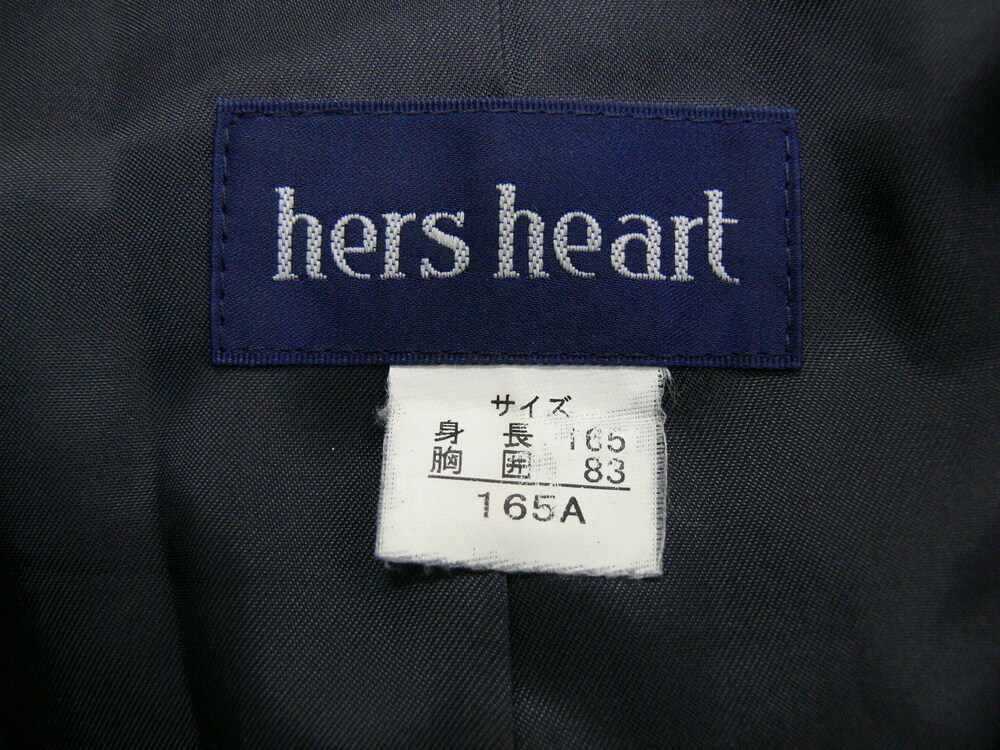 hers heart
サイズ
身 長 165
胸 囲 83
165A